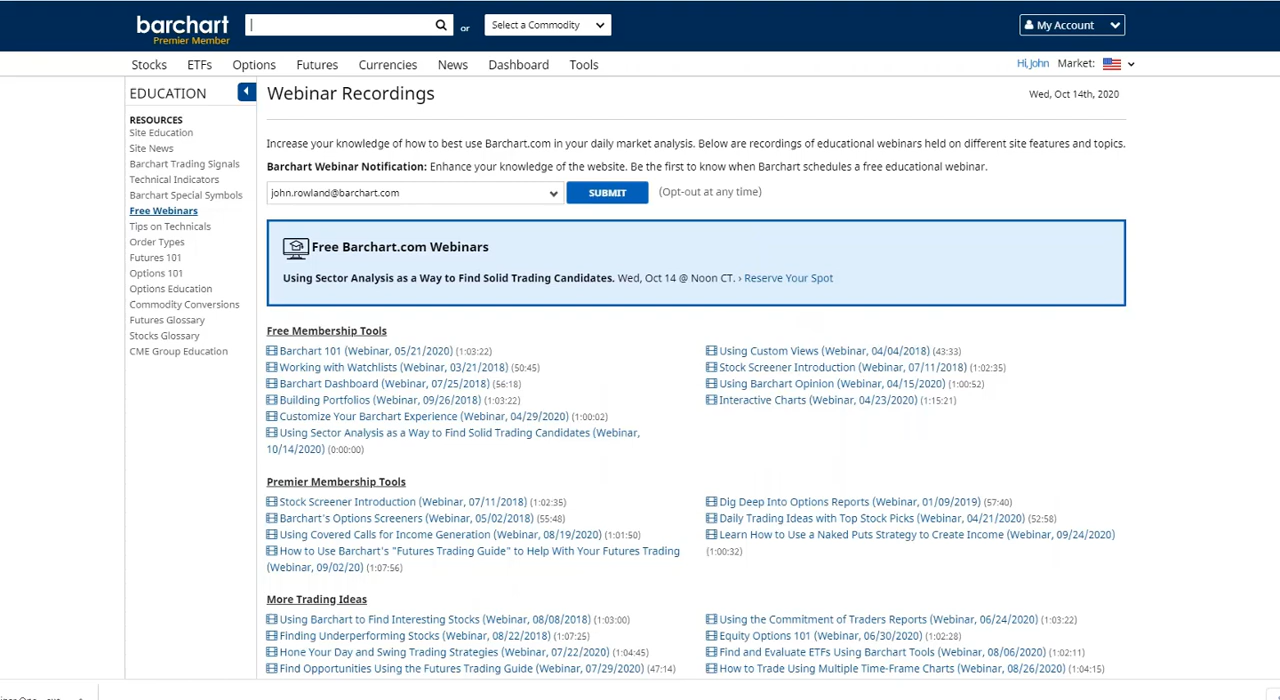 barchart
Premier Member
or
Select a Commodity
My Account
Stocks ETFs Options Futures Currencies News Dashboard Tools
Hi, John Market:
EDUCATION
RESOURCES
Site Education
Site News
Barchart Trading Signals
Technical Indicators
Barchart Special Symbols
Free Webinars
Tips on Technicals
Order Types
Futures 101
Options 101
Options Education
Commodity Conversions
Futures Glossary
Stocks Glossary
CME Group Education
Webinar Recordings
Wed, Oct 14th, 2020
Increase your knowledge of how to best use Barchart.com in your daily market analysis. Below are recordings of educational webinars held on different site features and topics.
Barchart Webinar Notification: Enhance your knowledge of the website. Be the first to know when Barchart schedules a free educational webinar.
john.rowland@barchart.com
SUBMIT
(Opt-out at any time)
Free Barchart.com Webinars
Using Sector Analysis as a Way to Find Solid Trading Candidates. Wed, Oct 14 @ Noon CT. › Reserve Your Spot
Free Membership Tools
Barchart 101 (Webinar, 05/21/2020) (1:03:22)
Working with Watchlists (Webinar, 03/21/2018) (50:45)
Barchart Dashboard (Webinar, 07/25/2018) (56:18)
Building Portfolios (Webinar, 09/26/2018) (1:03:22)
Customize Your Barchart Experience (Webinar, 04/29/2020) (1:00:02)
Using Sector Analysis as a Way to Find Solid Trading Candidates (Webinar,
10/14/2020) (0:00:00)
Using Custom Views (Webinar, 04/04/2018) (43:33)
Stock Screener Introduction (Webinar, 07/11/2018) (1:02:35)
Using Barchart Opinion (Webinar, 04/15/2020) (1:00:52)
Interactive Charts (Webinar, 04/23/2020) (1:15:21)
Premier Membership Tools
Stock Screener Introduction (Webinar, 07/11/2018) (1:02:35)
Barchart's Options Screeners (Webinar, 05/02/2018) (55:48)
Using Covered Calls for Income Generation (Webinar, 08/19/2020) (1:01:50)
How to Use Barchart's "Futures Trading Guide" to Help With Your Futures Trading
(Webinar, 09/02/20) (1:07:56)
Dig Deep Into Options Reports (Webinar, 01/09/2019) (57:40)
Daily Trading Ideas with Top Stock Picks (Webinar, 04/21/2020) (52:58)
Learn How to Use a Naked Puts Strategy to Create Income (Webinar, 09/24/2020)
(1:00:32)
More Trading Ideas
Using Barchart to Find Interesting Stocks (Webinar, 08/08/2018) (1:03:00)
Finding Underperforming Stocks (Webinar, 08/22/2018) (1:07:25)
Hone Your Day and Swing Trading Strategies (Webinar, 07/22/2020) (1:04:45)
Find Opportunities Using the Futures Trading Guide (Webinar, 07/29/2020) (47:14)
Using the Commitment of Traders Reports (Webinar, 06/24/2020) (1:03:22)
Equity Options 101 (Webinar, 06/30/2020) (1:02:28)
Find and Evaluate ETFs Using Barchart Tools (Webinar, 08/06/2020) (1:02:11)
How to Trade Using Multiple Time-Frame Charts (Webinar, 08/26/2020) (1:04:15)